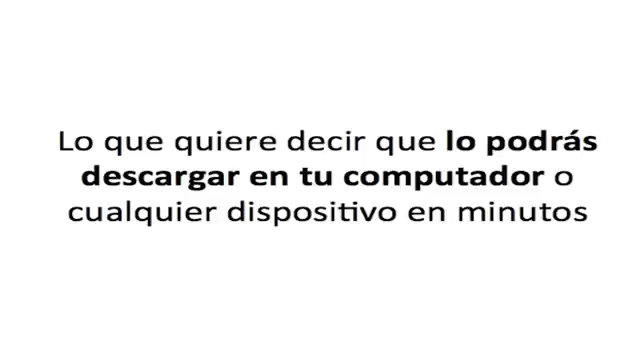 Lo que quiere decir que lo podrás
descargar en tu computador o
cualquier dispositivo en minutos